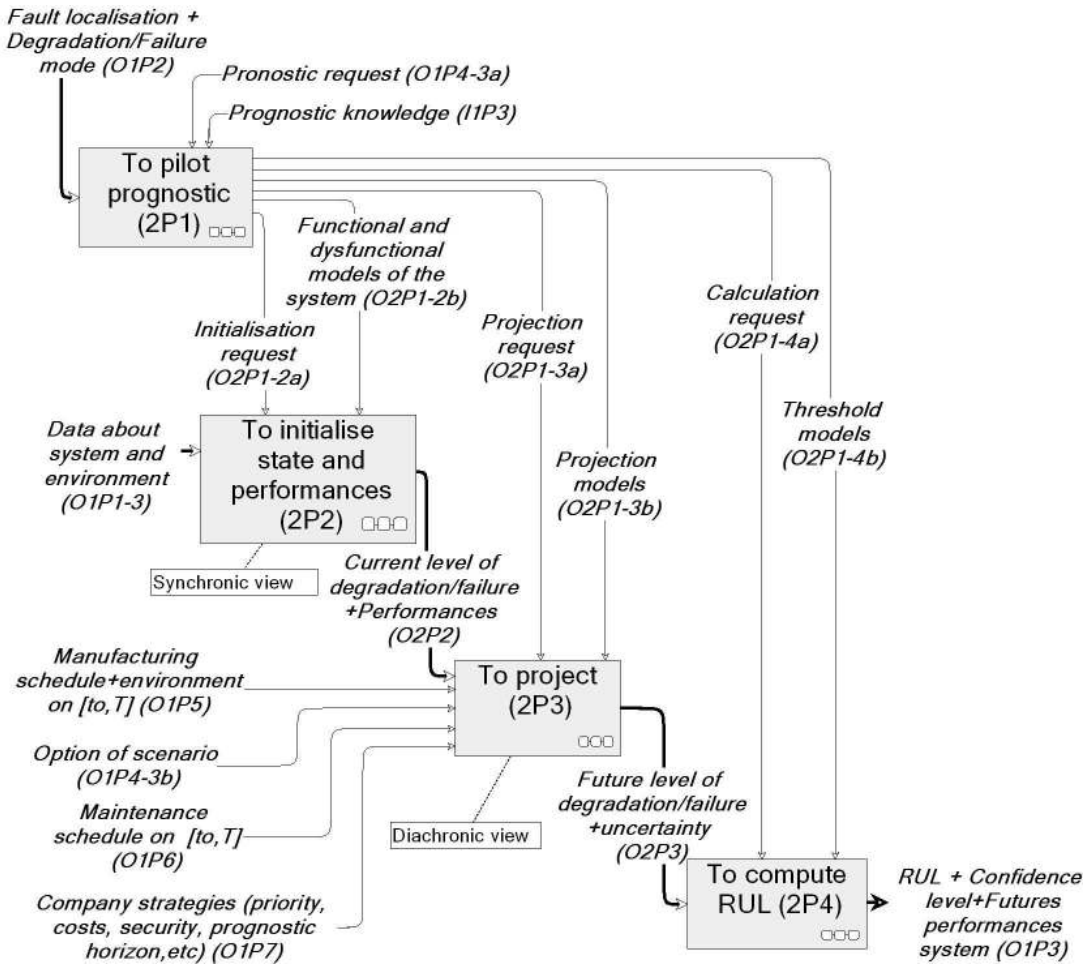 Fault localisation +
Degradation/Failure
mode (O1P2)
Pronostic request (O1P4-3a)
Prognostic knowledge (I1P3)
To pilot
prognostic
(2P1)
Functional and
dysfunctional
models of the
system (O2P1-2b)
Initialisation
request
(O2P1-2a)
Projection
request
(O2P1-3a)
Calculation
request
(O2P1-4a)
Projection
models
(O2P1-3b)
Threshold
models
(O2P1-4b)
Data about
system and
environment
(O1P1-3)
To initialise
state and
performances
(2P2)
Synchronic view
Current level of
degradation/failure
+Performances
(O2P2)
Manufacturing
schedule+environment
on [to,T] (O1P5)
Option of scenario
(O1P4-3b)
Maintenance
schedule on [to,T]
(O1P6)
Company strategies (priority,
costs, security, prognostic
horizon,etc) (O1P7)
To project
(2P3)
Diachronic view
Future level of
degradation/failure
+uncertainty
(O2P3)
To compute
RUL (2P4)
RUL + Confidence
level+Futures
performances
system (O1P3)